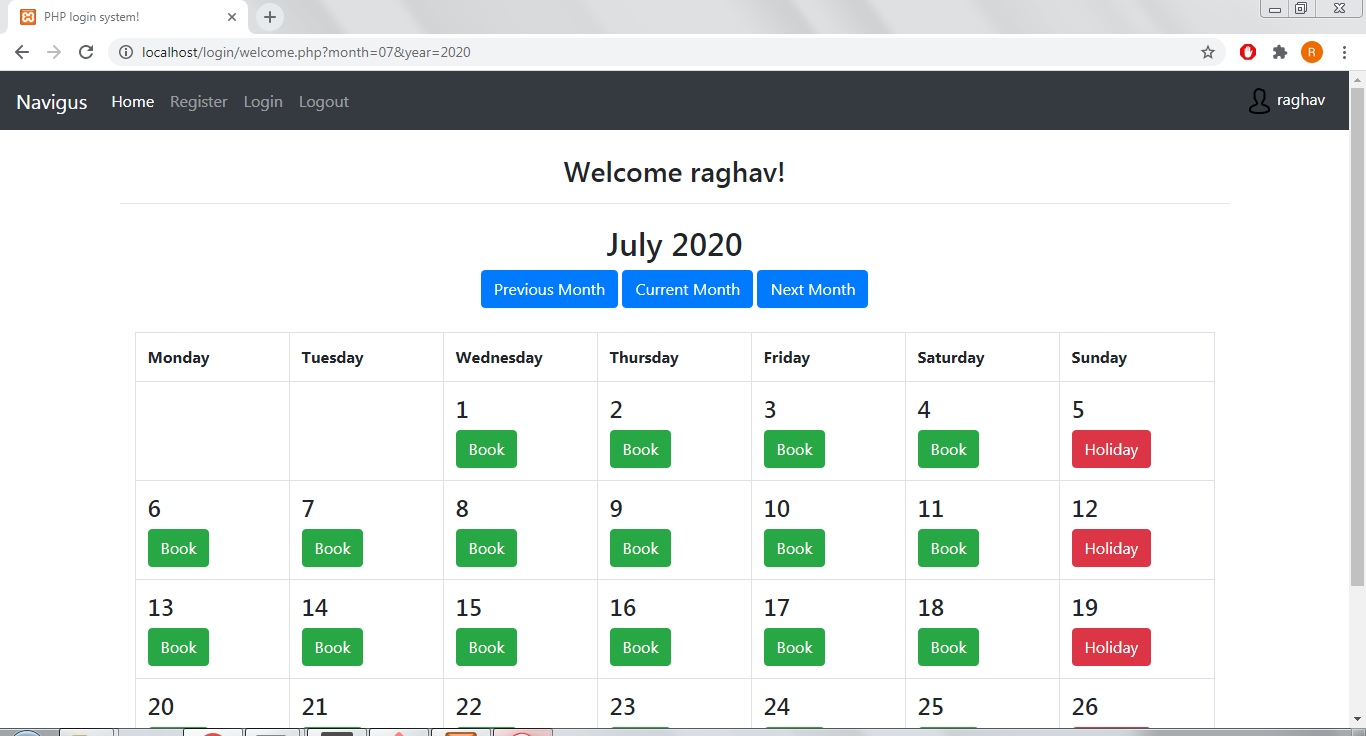 PHP login system!
localhost/login/welcome.php?month=07&year=2020
R
Navigus Home Register Login Logout raghav
Welcome raghav!
July 2020
Previous Month Current Month Next Month
Monday Tuesday Wednesday Thursday Friday Saturday Sunday
1 2 3 4 5
Book Book Book Book Holiday
6 7 8 9 10 11 12
Book Book Book Book Book Book Holiday
13 14 15 16 17 18 19
Book Book Book Book Book Book Holiday
20 21 22 23 24 25 26